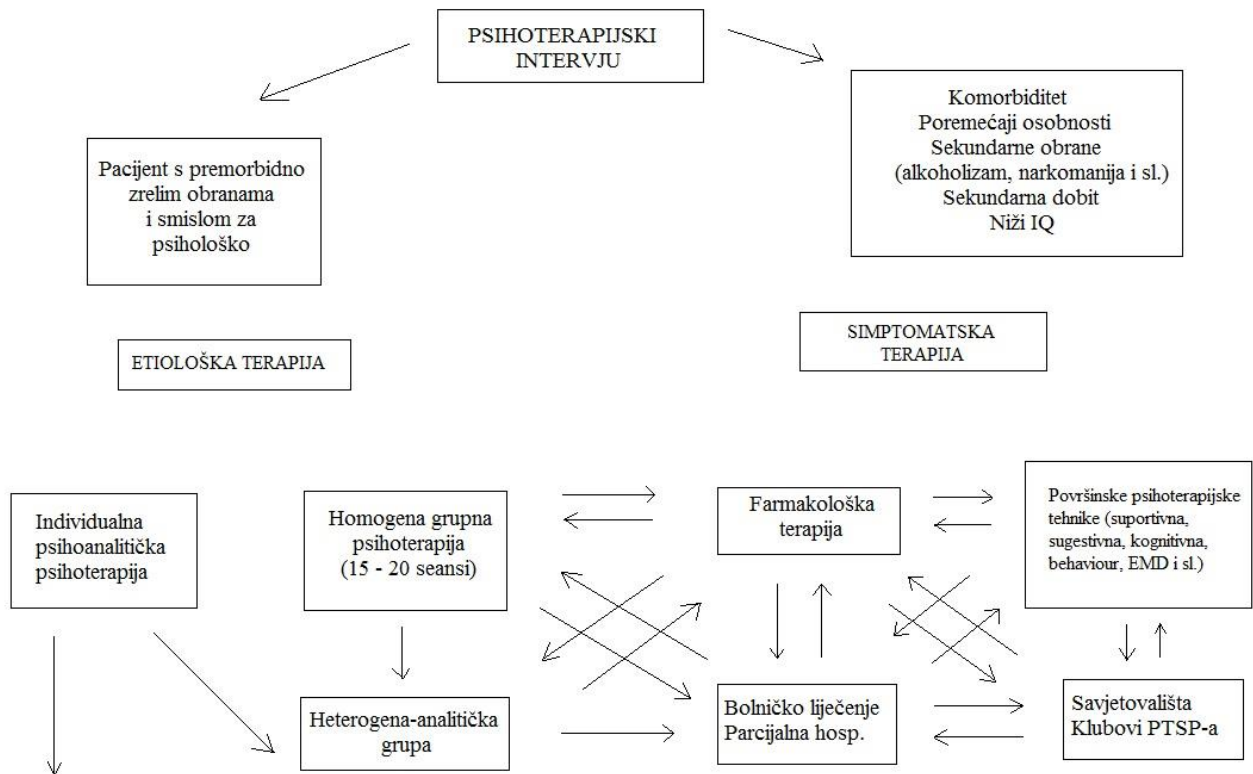 PSIHOTERAPIJSKI
INTERVJU
Pacijent s premorbidno
zrelim obranama
i smislom za
psihološko
Komorbiditet
Poremećaji osobnosti
Sekundarne obrane
(alkoholizam, narkomanija i sl.)
Sekundarna dobit
Niži IQ
ETIOLOŠKA TERAPIJA
SIMPTOMATSKA
TERAPIJA
Individualna
psihoanalitička
psihoterapija
Homogena grupna
psihoterapija
(15 - 20 seansi)
Farmakološka
terapija
Površinske psihoterapijske
tehnike (suportivna,
sugestivna, kognitivna,
behaviour, EMD i sl.)
Heterogena-analitička
grupa
Bolničko liječenje
Parcijalna hosp.
Savjetovališta
Klubovi PTSP-a